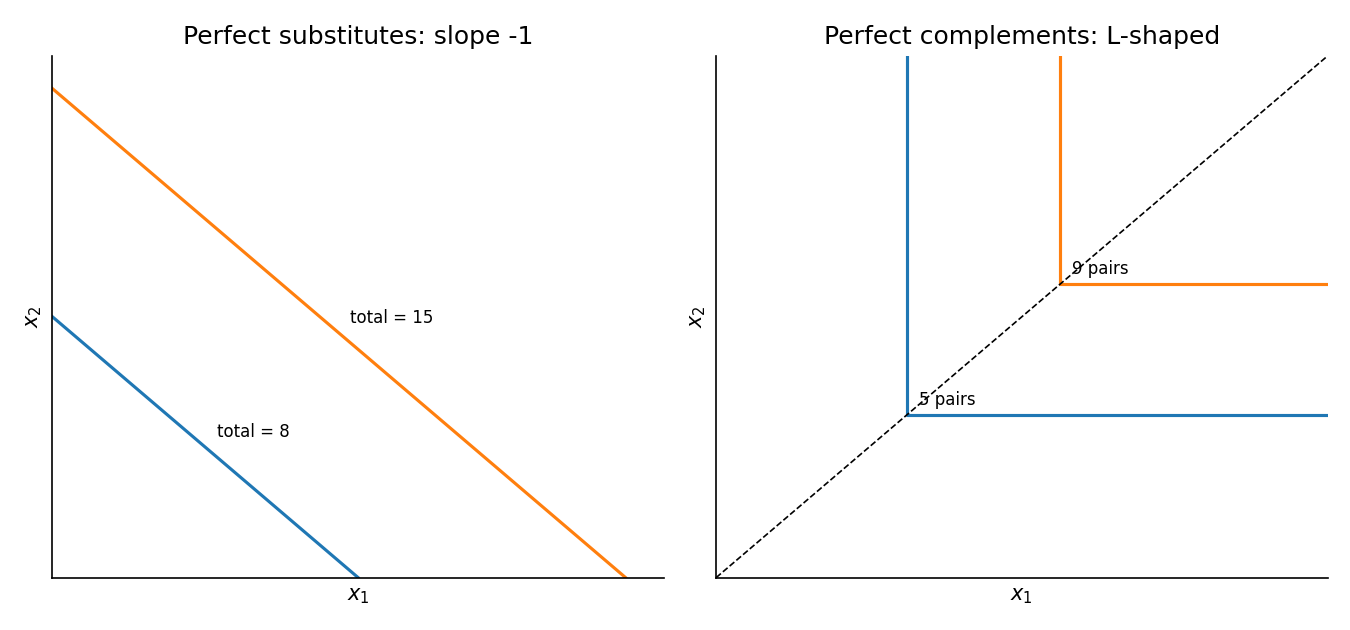 Perfect substitutes: slope -1
x₂
total = 15
total = 8
x₁
Perfect complements: L-shaped
x₂
9 pairs
5 pairs
x₁